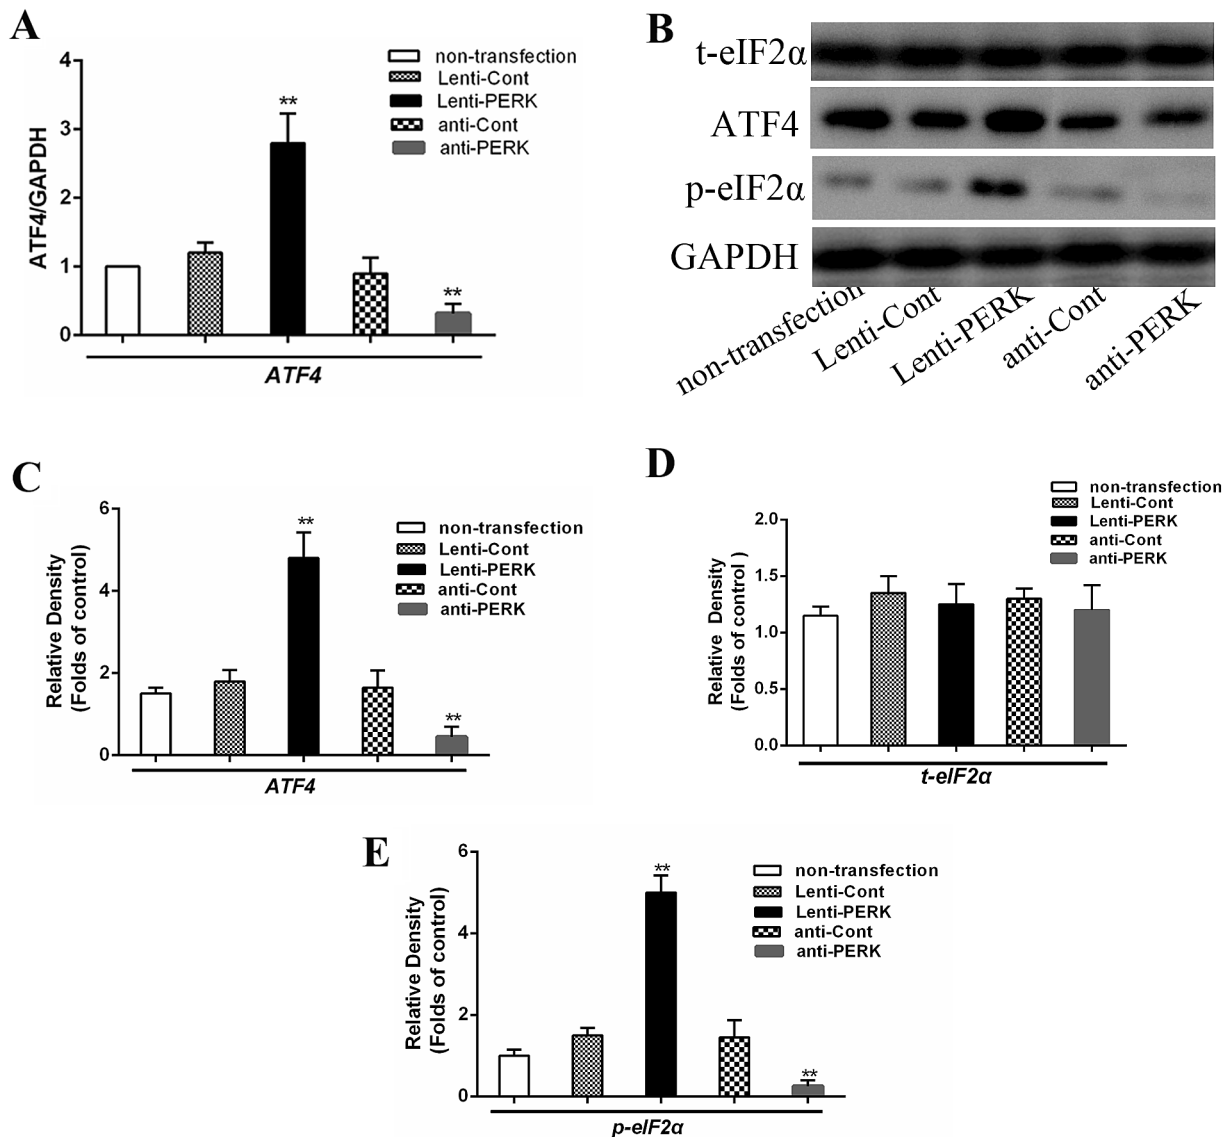 A
4
3
2
1
0
ATF4/GAPDH
non-transfection
Lenti-Cont
Lenti-PERK
anti-Cont
anti-PERK
**
**
ATF4
B
t-eIF2α
ATF4
p-eIF2α
GAPDH
non-transfection
Lenti-Cont
Lenti-PERK
anti-Cont
anti-PERK
C
6
4
2
0
Relative Density
(Folds of control)
non-transfection
Lenti-Cont
Lenti-PERK
anti-Cont
anti-PERK
**
**
ATF4
D
2.0
1.5
1.0
0.5
0.0
Relative Density
(Folds of control )
non-transfection
Lenti-Cont
Lenti-PERK
anti-Cont
anti-PERK
t-eIF2α
E
6
4
2
0
Relative Density
(Folds of control)
non-transfection
Lenti-Cont
Lenti-PERK
anti-Cont
anti-PERK
**
**
p-eIF2α